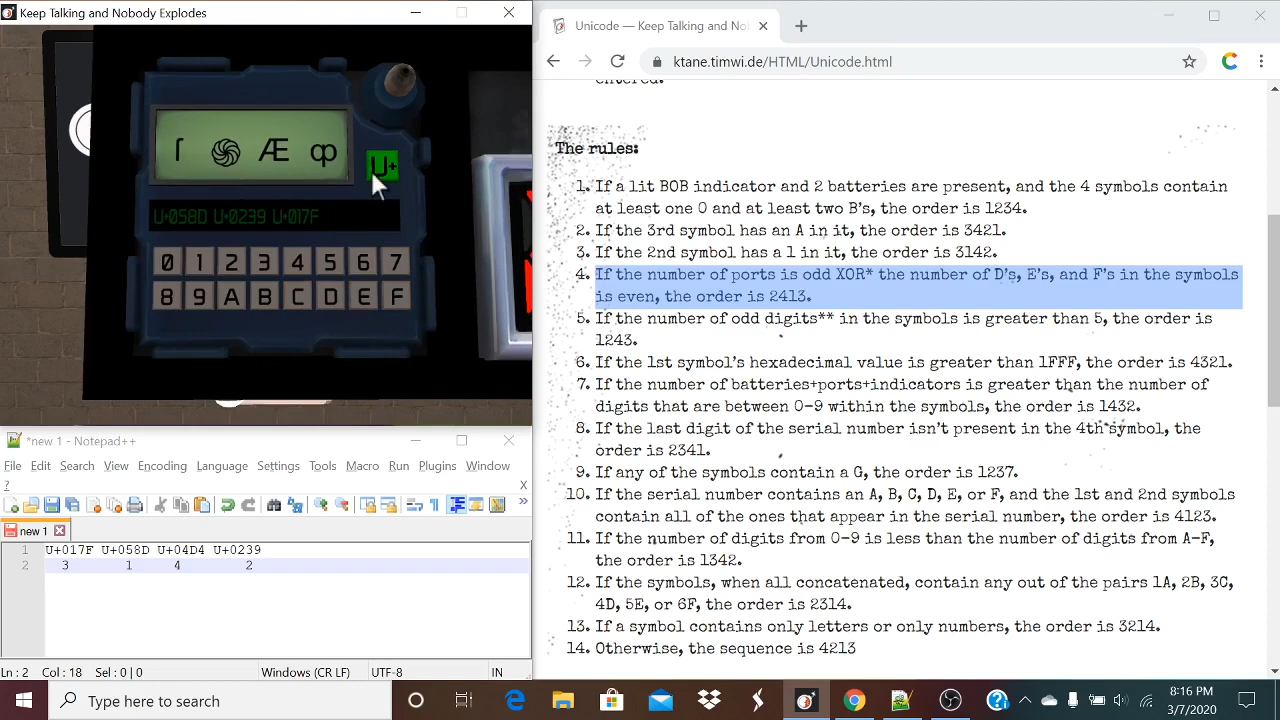 Keep Talking and Nobody Explodes
ſ ֍ Ӕ ȹ
U+
U+058D U+0239 U+017F
0 1 2 3 4 5 6 7
8 9 A B C D E F
*new 1 - Notepad++
File Edit Search View Encoding Language Settings Tools Macro Run Plugins Window
? X
new 1
1 U+017F U+058D U+04D4 U+0239
2 3 1 4 2
Ln : 2 Col : 18 Sel : 0 | 0 Windows (CR LF) UTF-8 IN
Unicode — Keep Talking and Nob
ktane.timwi.de/HTML/Unicode.html
entered.
The rules:
1. If a lit BOB indicator and 2 batteries are present, and the 4 symbols contain
at least one 0 and at least two B's, the order is 1234.
2. If the 3rd symbol has an A in it, the order is 3421.
3. If the 2nd symbol has a 1 in it, the order is 3142.
4. If the number of ports is odd XOR* the number of D's, E's, and F's in the symbols
is even, the order is 2413.
5. If the number of odd digits** in the symbols is greater than 5, the order is
1243.
6. If the 1st symbol's hexadecimal value is greater than 1FFF, the order is 4321.
7. If the number of batteries+ports+indicators is greater than the number of
digits that are between 0-9 within the symbols, the order is 1432.
8. If the last digit of the serial number isn't present in the 4th symbol, the
order is 2341.
9. If any of the symbols contain a G, the order is 1237.
10. If the serial number contains an A, B, C, D, E, or F, and the 1st and 2nd symbols
contain all of the ones that appear in the serial number, the order is 4123.
11. If the number of digits from 0-9 is less than the number of digits from A-F,
the order is 1342.
12. If the symbols, when all concatenated, contain any out of the pairs 1A, 2B, 3C,
4D, 5E, or 6F, the order is 2314.
13. If a symbol contains only letters or only numbers, the order is 3214.
14. Otherwise, the sequence is 4213
Type here to search
8:16 PM
3/7/2020